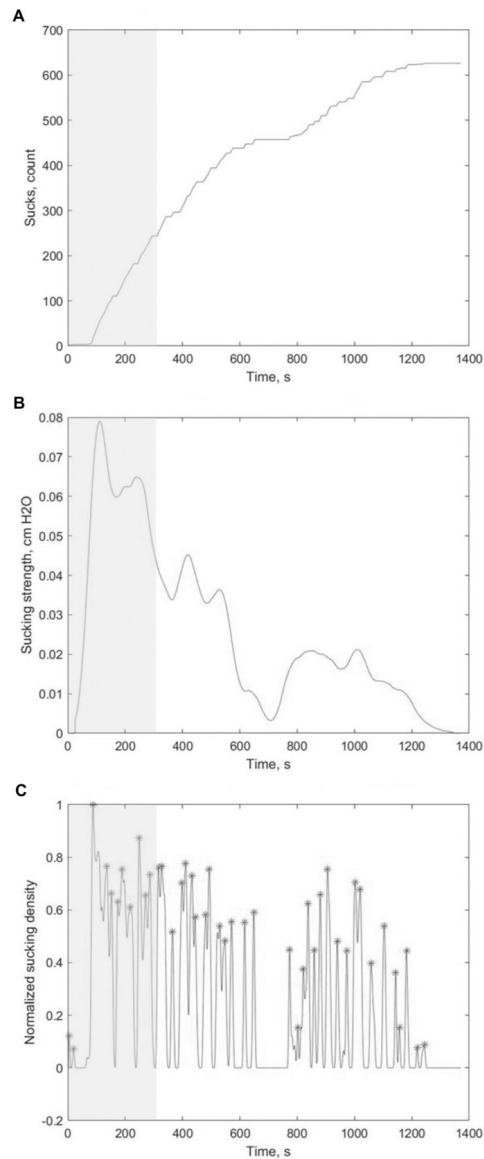 A
700
600
500
400
300
200
100
0
Sucks, count
0 200 400 600 800 1000 1200 1400
Time, s
B
0.08
0.07
0.06
0.05
0.04
0.03
0.02
0.01
0
Sucking strength, cm H2O
0 200 400 600 800 1000 1200 1400
Time, s
C
1
0.8
0.6
0.4
0.2
0
-0.2
Normalized sucking density
0 200 400 600 800 1000 1200 1400
Time, s